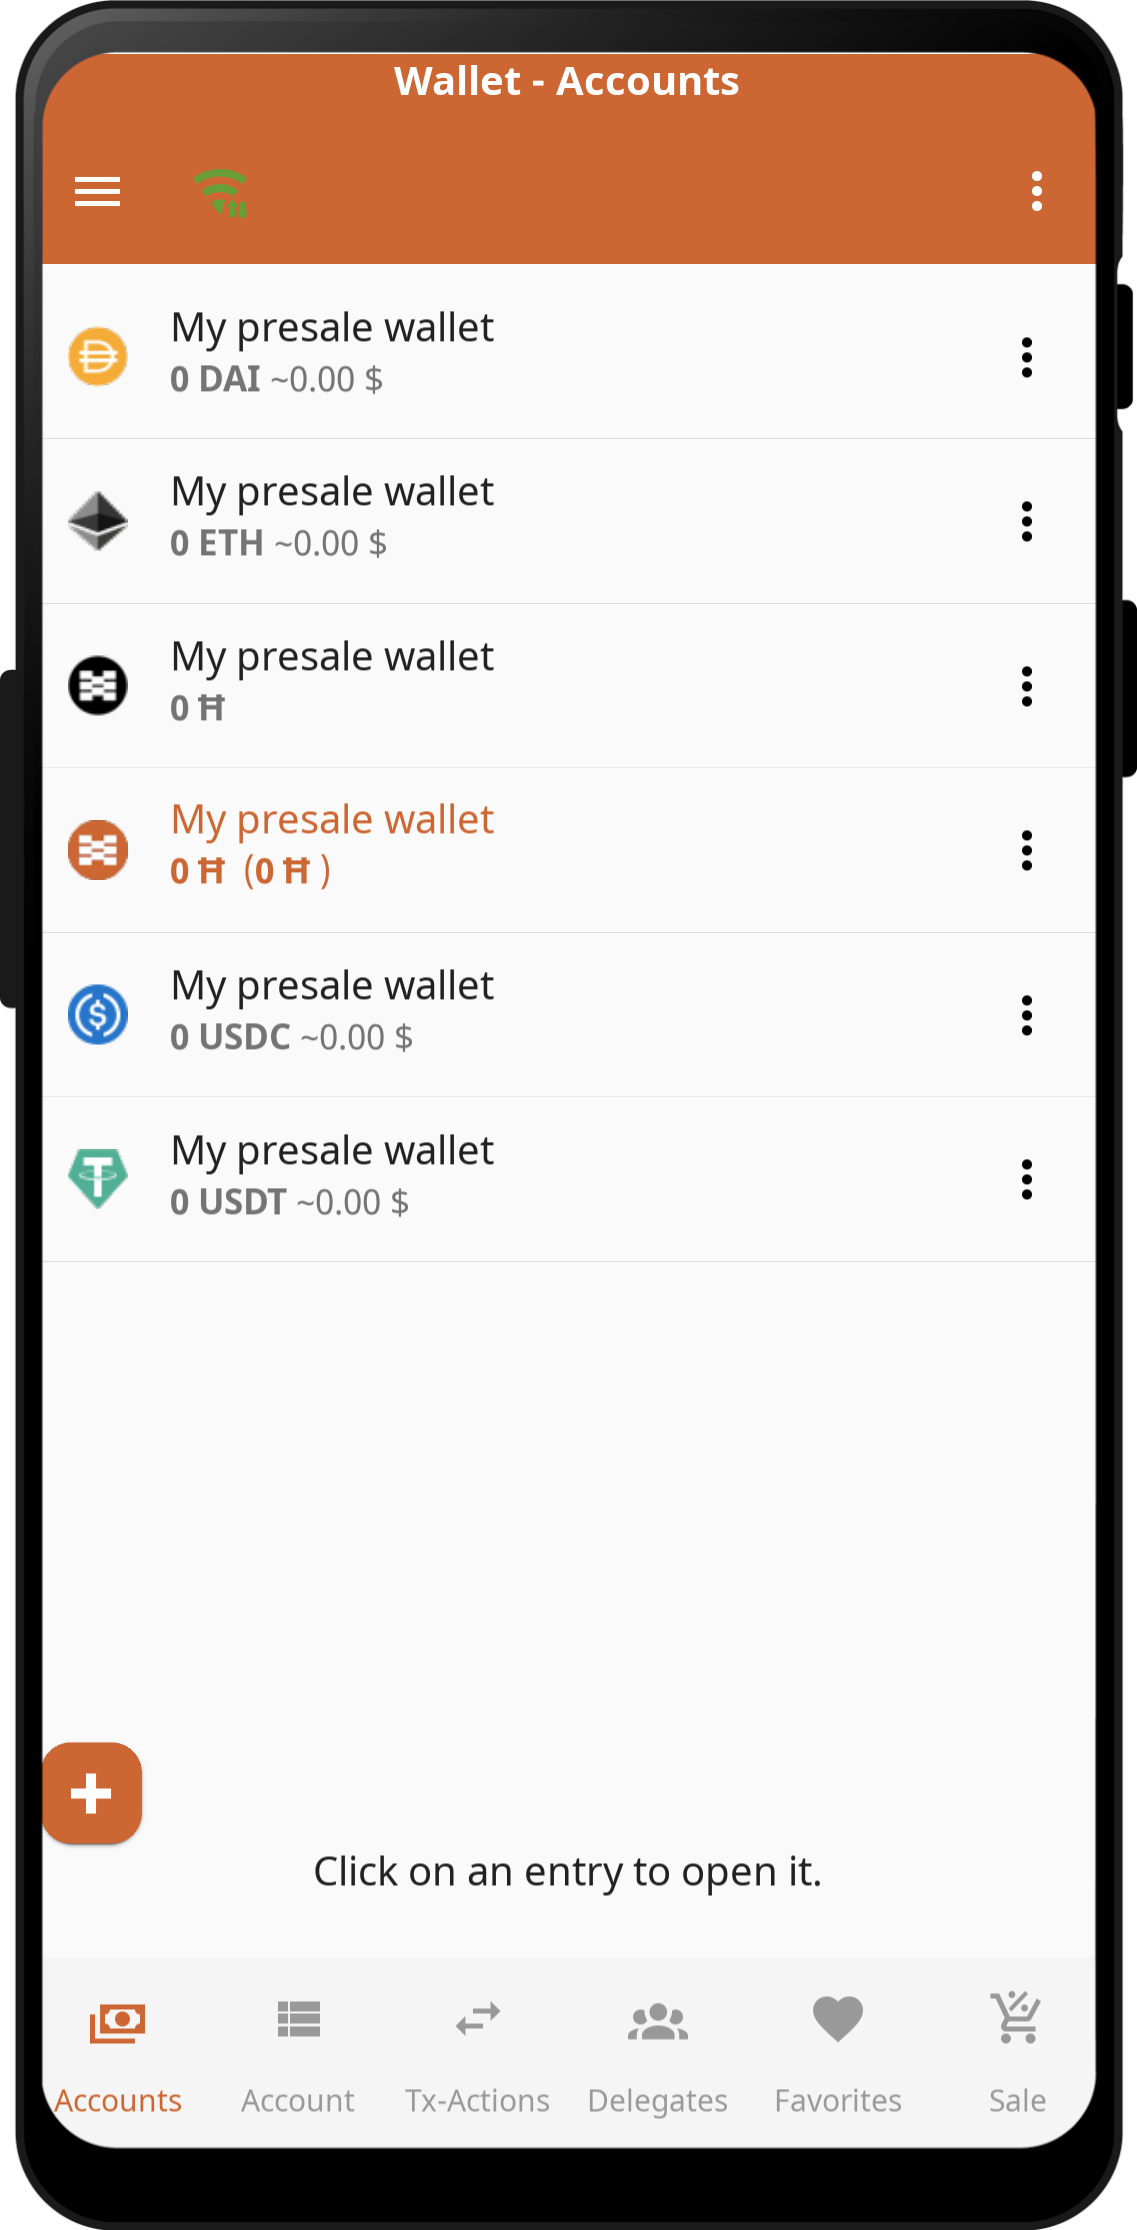 Wallet - Accounts
My presale wallet
0 DAI ~0.00 $
My presale wallet
0 ETH ~0.00 $
My presale wallet
0 Ħ
My presale wallet
0 Ħ (0 Ħ )
My presale wallet
0 USDC ~0.00 $
My presale wallet
0 USDT ~0.00 $
Click on an entry to open it.
Accounts Account Tx-Actions Delegates Favorites Sale